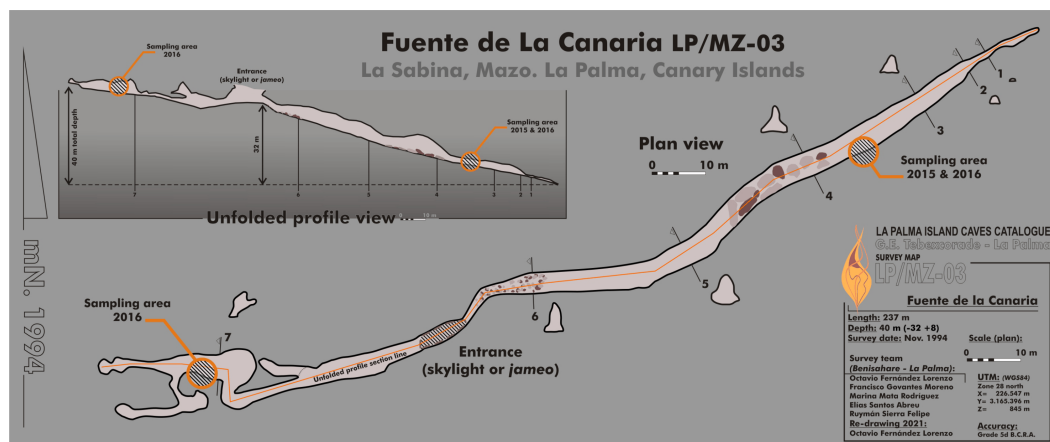 Fuente de La Canaria LP/MZ-03
La Sabina, Mazo. La Palma, Canary Islands
Sampling area
2016
Entrance
(skylight or jameo)
Sampling area
2015 & 2016
40 m total depth
32 m
7
6
5
4
3
2
1
Unfolded profile view
0 10 m
mN. 1994
Plan view
0 10 m
1
2
3
4
5
6
7
Sampling area
2015 & 2016
Sampling area
2016
Entrance
(skylight or jameo)
Unfolded profile section line
LA PALMA ISLAND CAVES CATALOGUE
G.E. Tebexcorade - La Palma
SURVEY MAP
LP/MZ-03
Fuente de la Canaria
Length: 237 m
Depth: 40 m (-32 +8)
Survey date: Nov. 1994
Scale (plan):
0 10 m
Survey team
(Benisahare - La Palma):
Octavio Fernández Lorenzo
Francisco Govantes Moreno
Marina Mata Rodríguez
Elías Santos Abreu
Ruymán Sierra Felipe
Re-drawing 2021:
Octavio Fernández Lorenzo
UTM: (WGS84)
Zone 28 north
X= 226.547 m
Y= 3.165.396 m
Z= 845 m
Accuracy:
Grade 5d B.C.R.A.